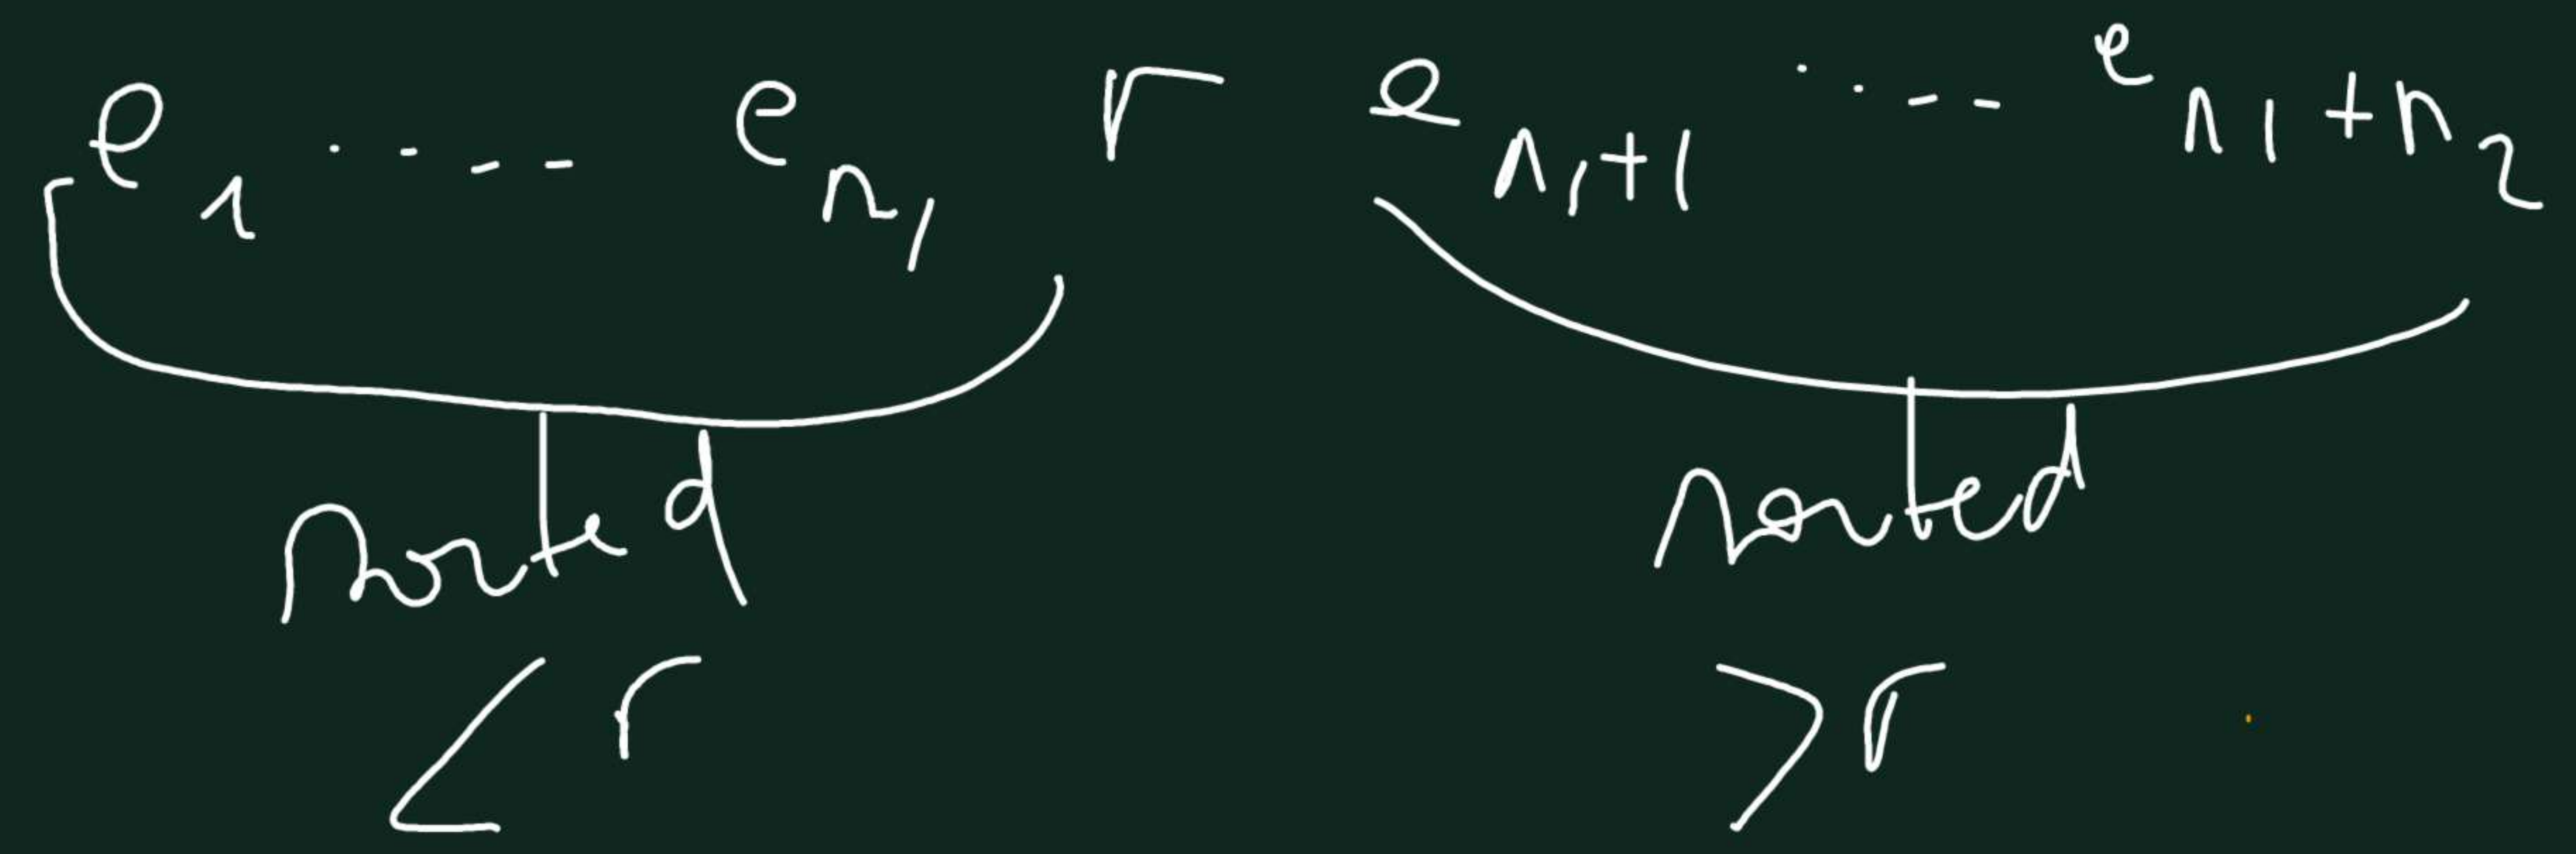 e₁ .... eₙ₁ r eₙ₁₊₁ .... eₙ₁₊ₙ₂
sorted sorted
< r > r